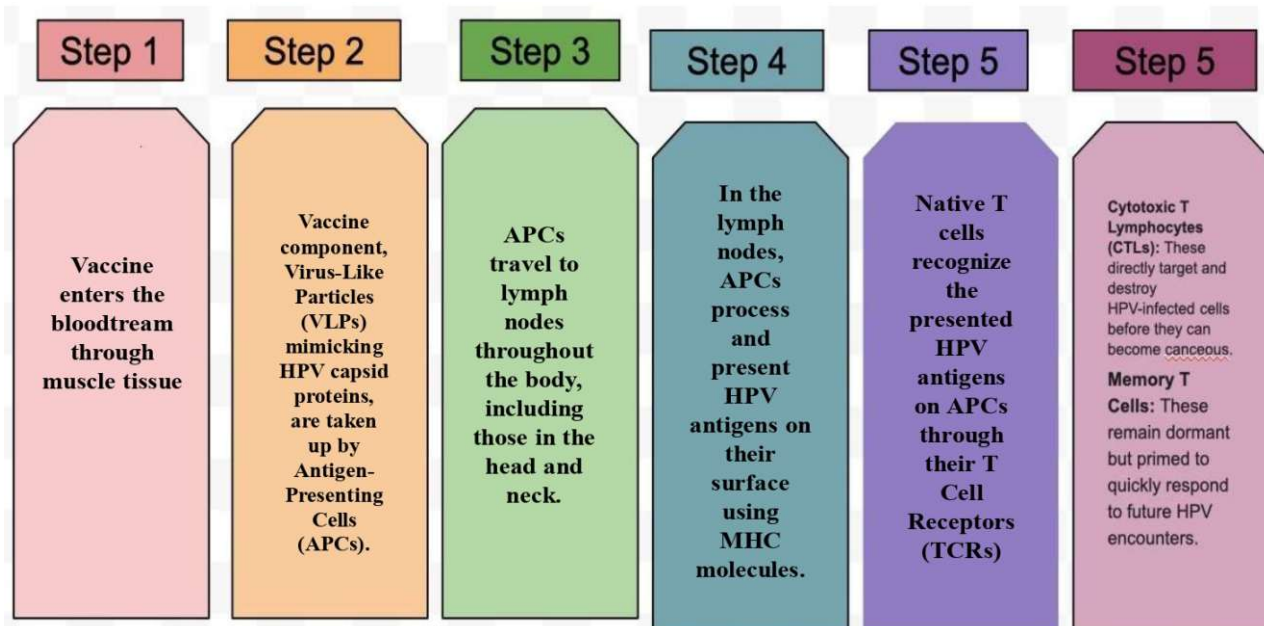 Step 1
Vaccine
enters the
bloodtream
through
muscle tissue
Step 2
Vaccine
component,
Virus-Like
Particles
(VLPs)
mimicking
HPV capsid
proteins,
are taken
up by
Antigen-
Presenting
Cells
(APCs).
Step 3
APCs
travel to
lymph
nodes
throughout
the body,
including
those in the
head and
neck.
Step 4
In the
lymph
nodes,
APCs
process
and
present
HPV
antigens on
their
surface
using
MHC
molecules.
Step 5
Native T
cells
recognize
the
presented
HPV
antigens
on APCs
through
their T
Cell
Receptors
(TCRs)
Step 5
Cytotoxic T
Lymphocytes
(CTLs): These
directly target and
destroy
HPV-infected cells
before they can
become canceous.
Memory T
Cells: These
remain dormant
but primed to
quickly respond
to future HPV
encounters.